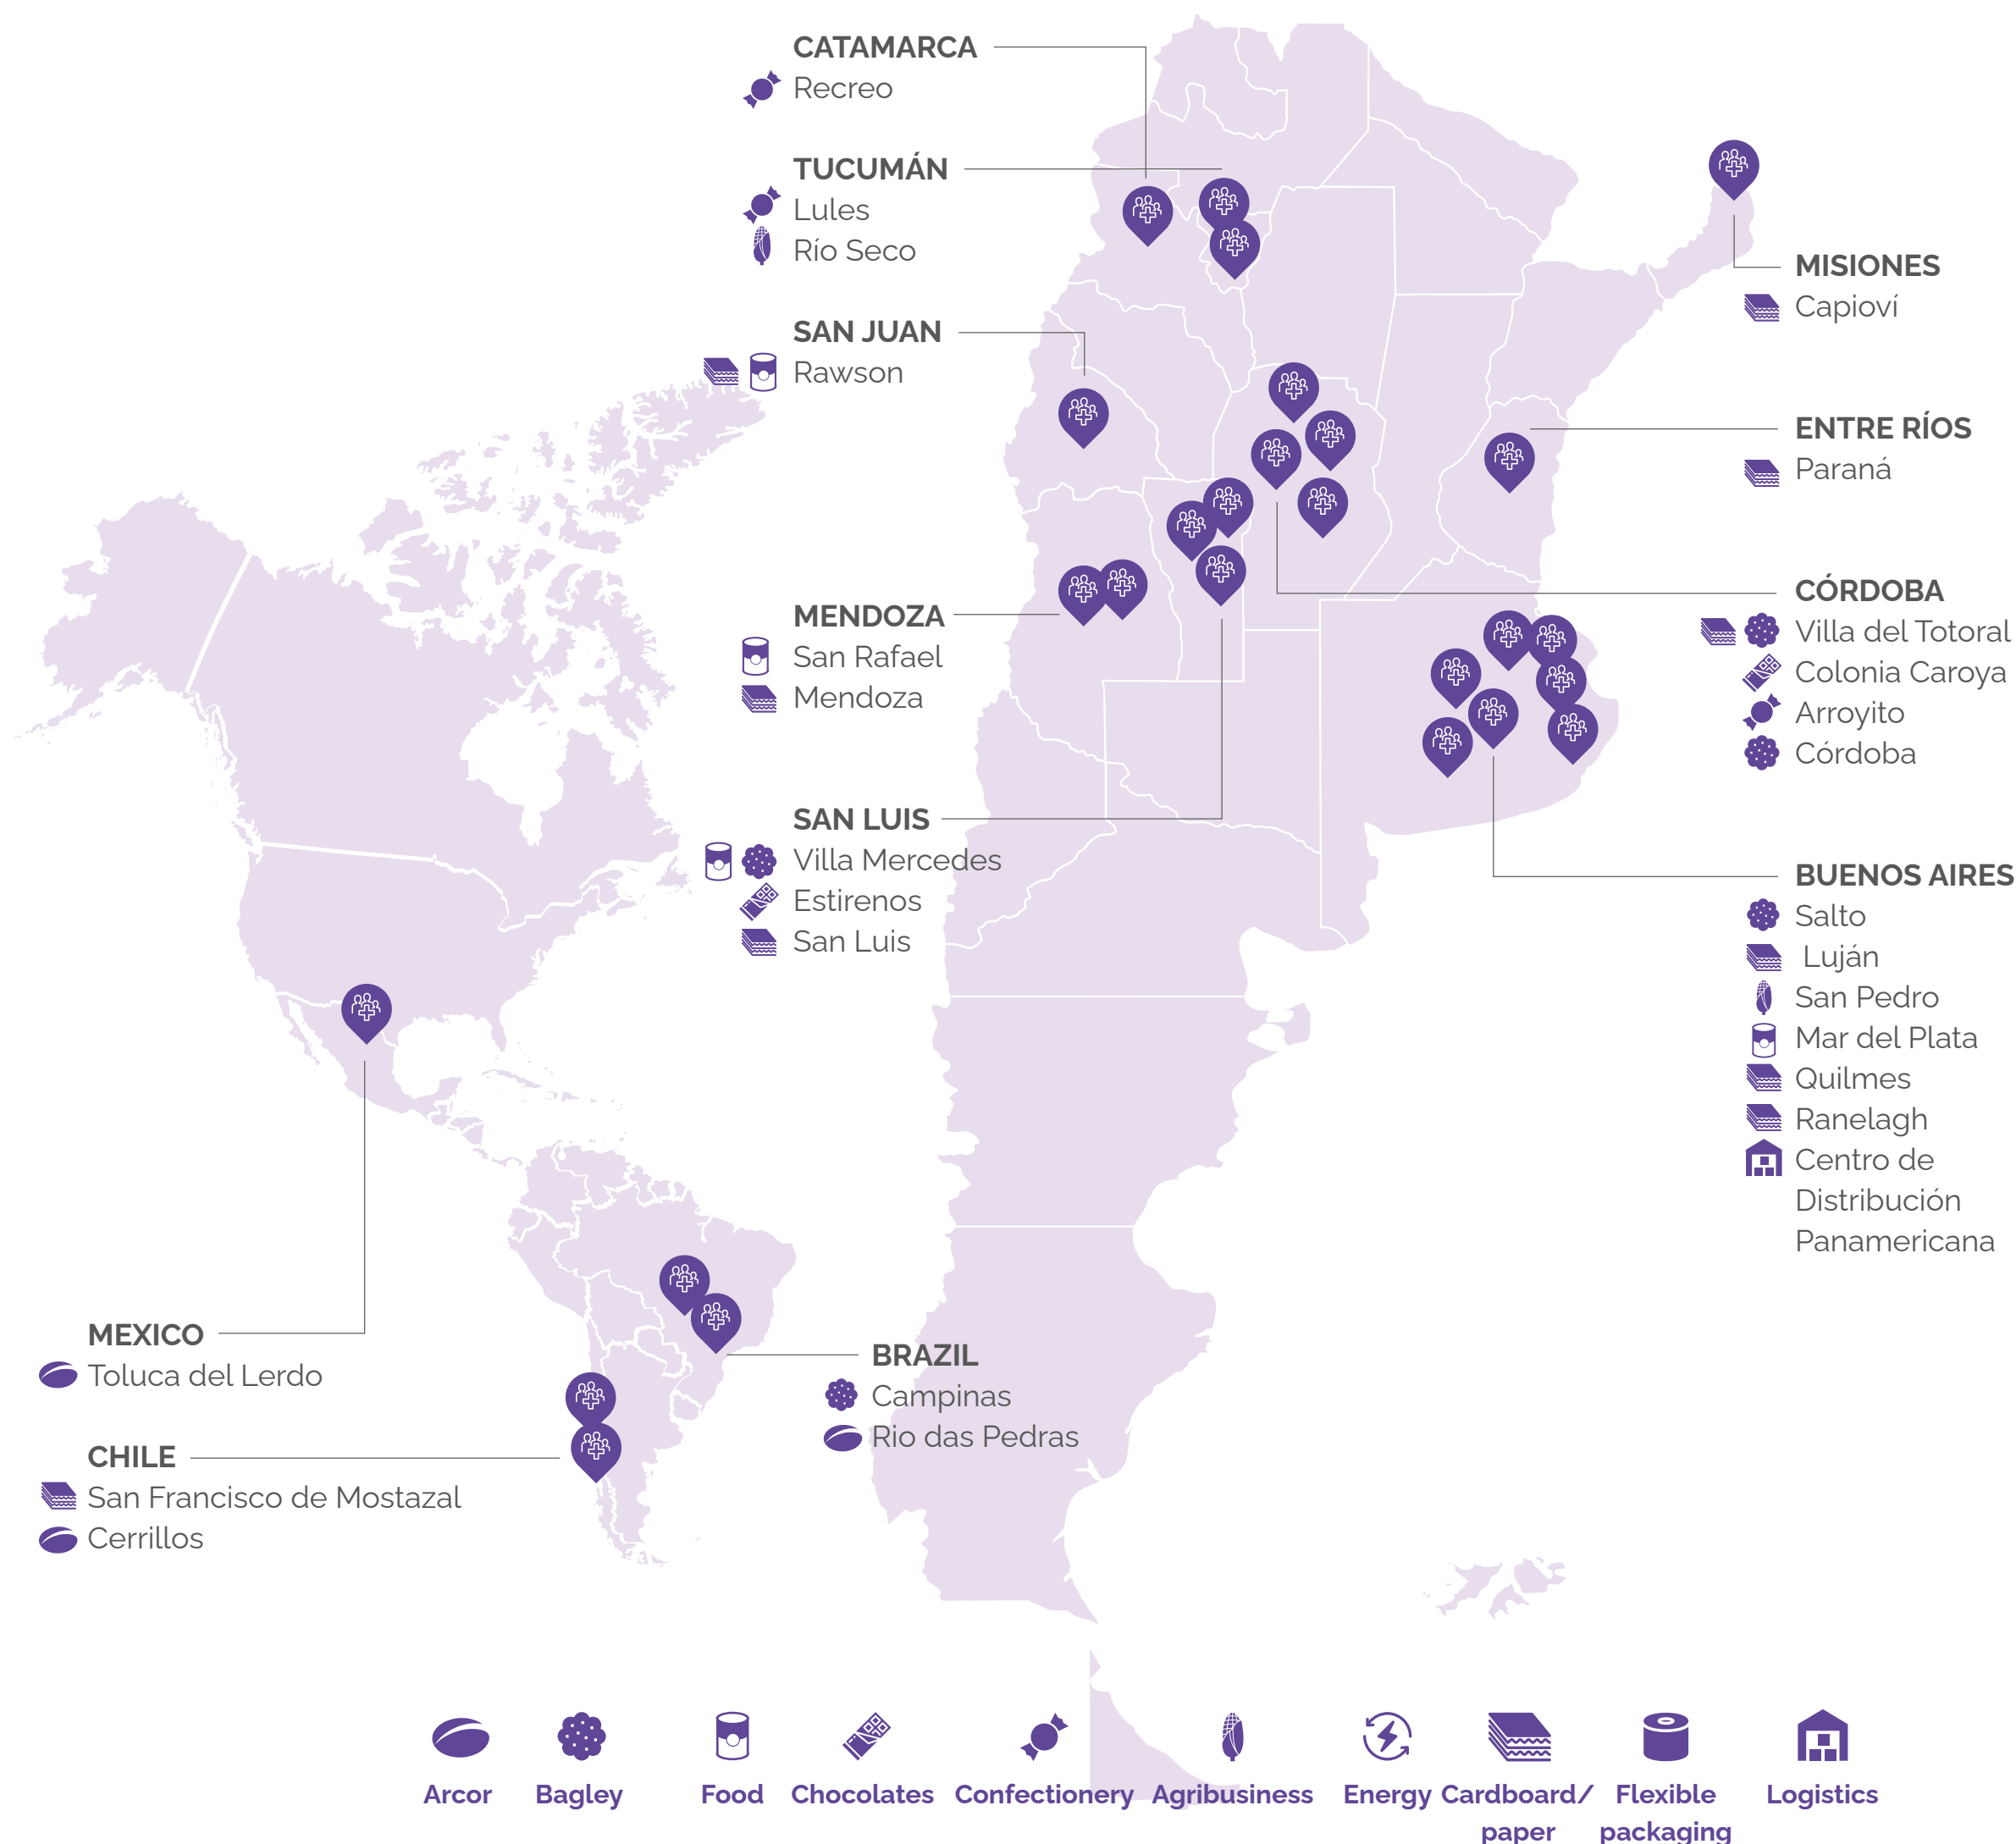 CATAMARCA
Recreo
TUCUMÁN
Lules
Río Seco
SAN JUAN
Rawson
MENDOZA
San Rafael
Mendoza
SAN LUIS
Villa Mercedes
Estirenos
San Luis
MISIONES
Capioví
ENTRE RÍOS
Paraná
CÓRDOBA
Villa del Totoral
Colonia Caroya
Arroyito
Córdoba
BUENOS AIRES
Salto
Luján
San Pedro
Mar del Plata
Quilmes
Ranelagh
Centro de
Distribución
Panamericana
MEXICO
Toluca del Lerdo
CHILE
San Francisco de Mostazal
Cerrillos
BRAZIL
Campinas
Rio das Pedras
Arcor
Bagley
Food
Chocolates
Confectionery
Agribusiness
Energy
Cardboard/
paper
Flexible
packaging
Logistics